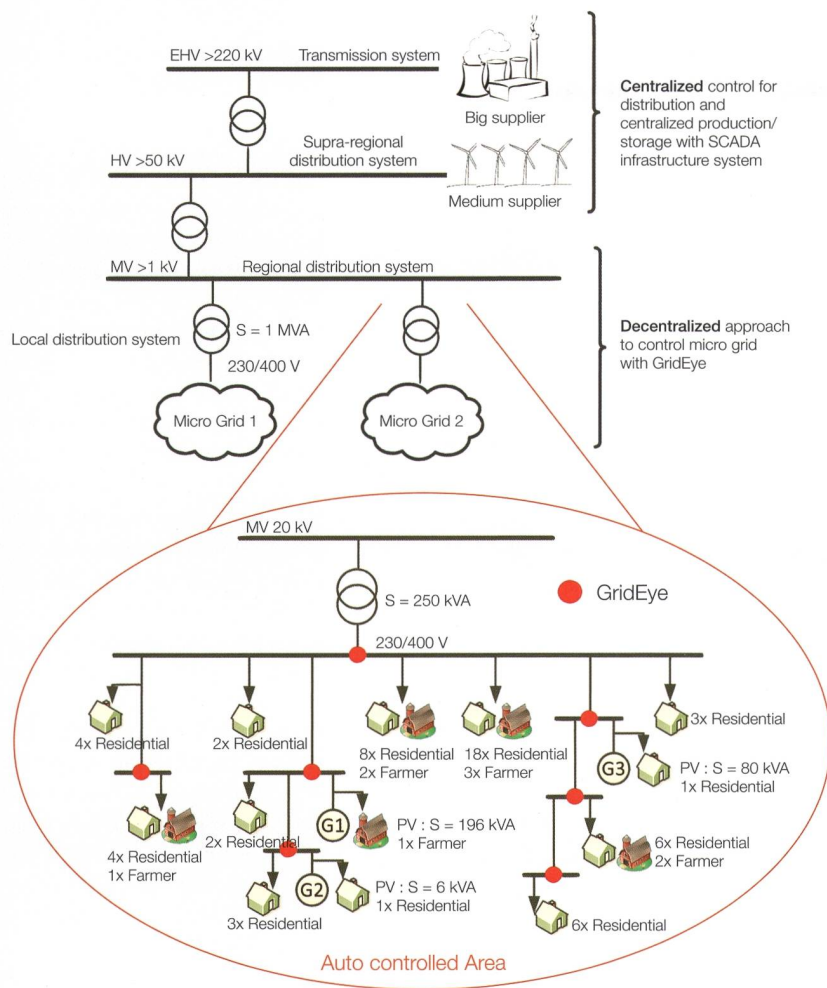 EHV >220 kV
Transmission system
Big supplier
Centralized control for
distribution and
centralized production/
storage with SCADA
infrastructure system
Supra-regional
distribution system
HV >50 kV
Medium supplier
MV >1 kV
Regional distribution system
Local distribution system
S = 1 MVA
230/400 V
Micro Grid 1
Micro Grid 2
Decentralized approach
to control micro grid
with GridEye
MV 20 kV
S = 250 kVA
GridEye
230/400 V
4x Residential
2x Residential
8x Residential
2x Farmer
18x Residential
3x Farmer
3x Residential
G3
PV : S = 80 kVA
1x Residential
4x Residential
1x Farmer
2x Residential
G1
PV : S = 196 kVA
1x Farmer
6x Residential
2x Farmer
3x Residential
G2
PV : S = 6 kVA
1x Residential
6x Residential
Auto controlled Area